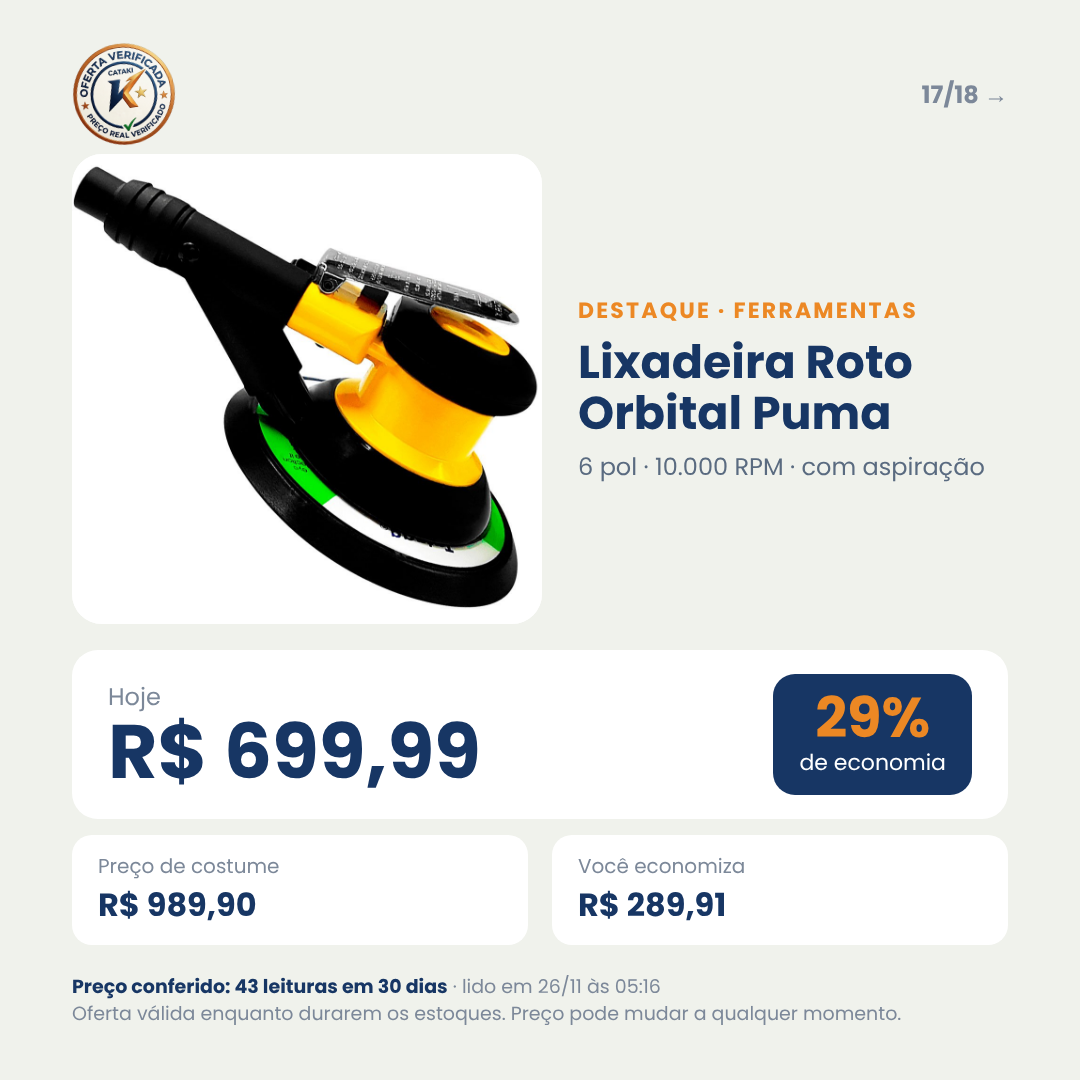 OFERTA VERIFICADA
CATAKI
PREÇO REAL VERIFICADO
17/18 →
DESTAQUE · FERRAMENTAS
Lixadeira Roto
Orbital Puma
6 pol · 10.000 RPM · com aspiração
Hoje
R$ 699,99
29%
de economia
Preço de costume
R$ 989,90
Você economiza
R$ 289,91
Preço conferido: 43 leituras em 30 dias · lido em 26/11 às 05:16
Oferta válida enquanto durarem os estoques. Preço pode mudar a qualquer momento.